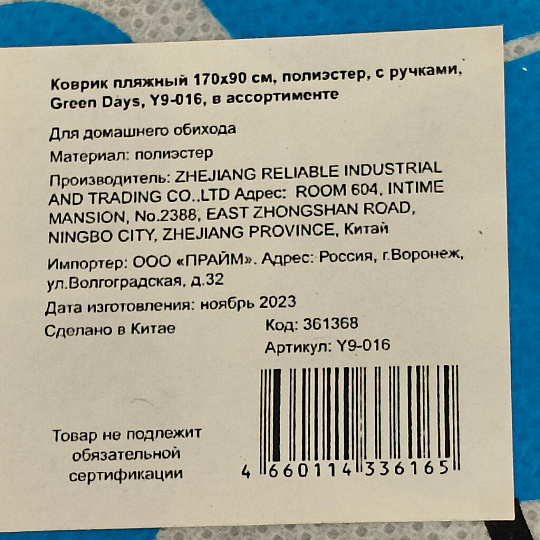 Коврик пляжный 170х90 см, полиэстер, с ручками,
Green Days, Y9-016, в ассортименте
Для домашнего обихода
Материал: полиэстер
Производитель: ZHEJIANG RELIABLE INDUSTRIAL
AND TRADING CO.,LTD Адрес: ROOM 604, INTIME
MANSION, No.2388, EAST ZHONGSHAN ROAD,
NINGBO CITY, ZHEJIANG PROVINCE, Китай
Импортер: ООО «ПРАЙМ». Адрес: Россия, г.Воронеж,
ул.Волгоградская, д.32
Дата изготовления: ноябрь 2023
Сделано в Китае
Код: 361368
Артикул: Y9-016
Товар не подлежит
обязательной
сертификации
4 660114 336165